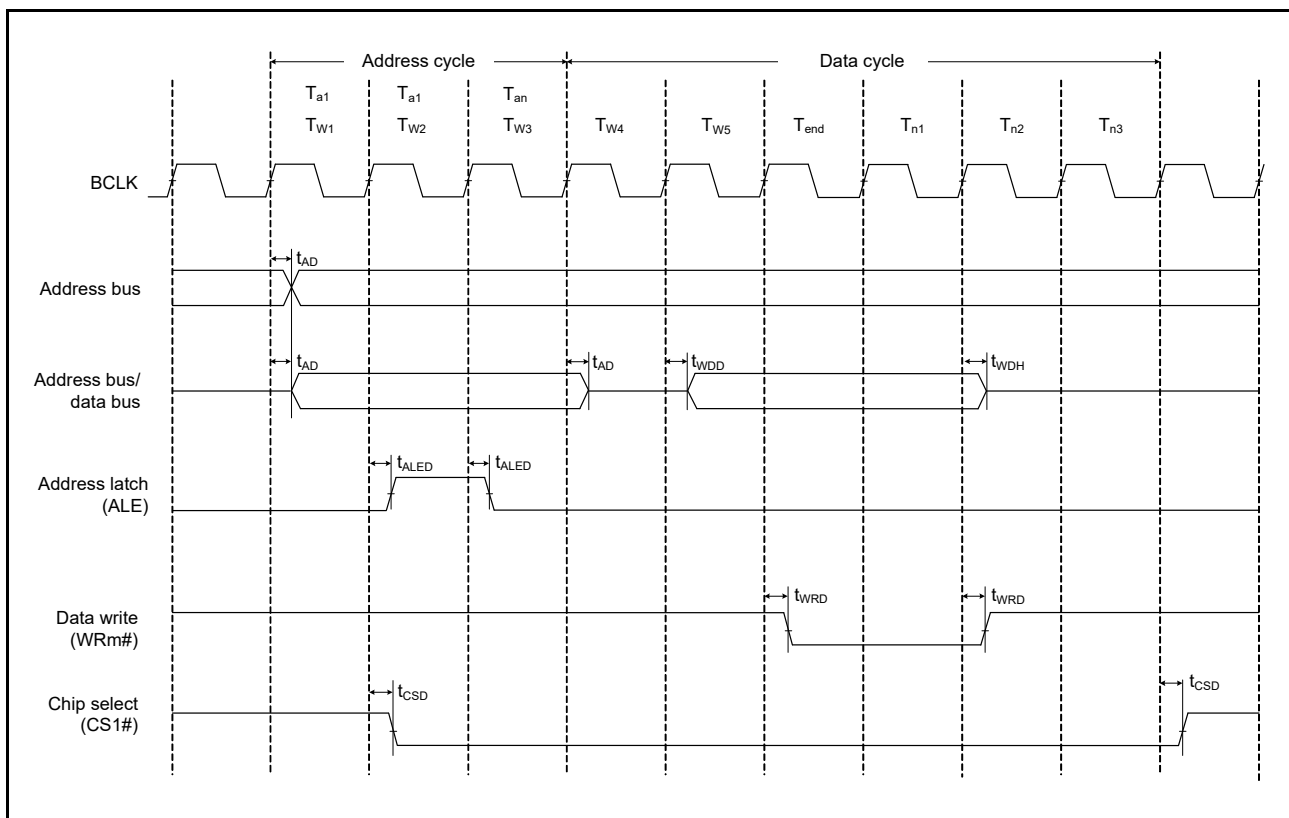 Address cycle Data cycle
Ta1 Ta1 Tan
TW1 TW2 TW3 TW4 TW5 Tend Tn1 Tn2 Tn3
BCLK
tAD
Address bus
tAD tAD tWDD tWDH
Address bus/
data bus
tALED tALED
Address latch
(ALE)
tWRD tWRD
Data write
(WRm#)
tCSD tCSD
Chip select
(CS1#)